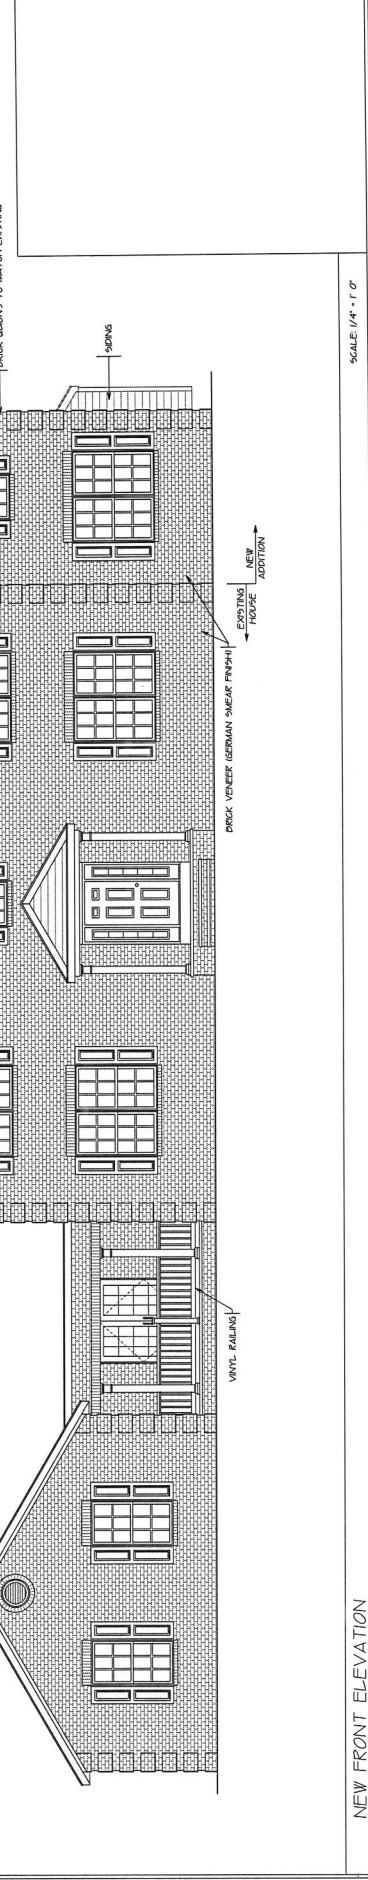 SIDING
EXISTING HOUSE
NEW ADDITION
BRICK VENEER (GERMAN SMEAR FINISH)
VINYL RAILING
NEW FRONT ELEVATION
SCALE: 1/4" - 1' 0"